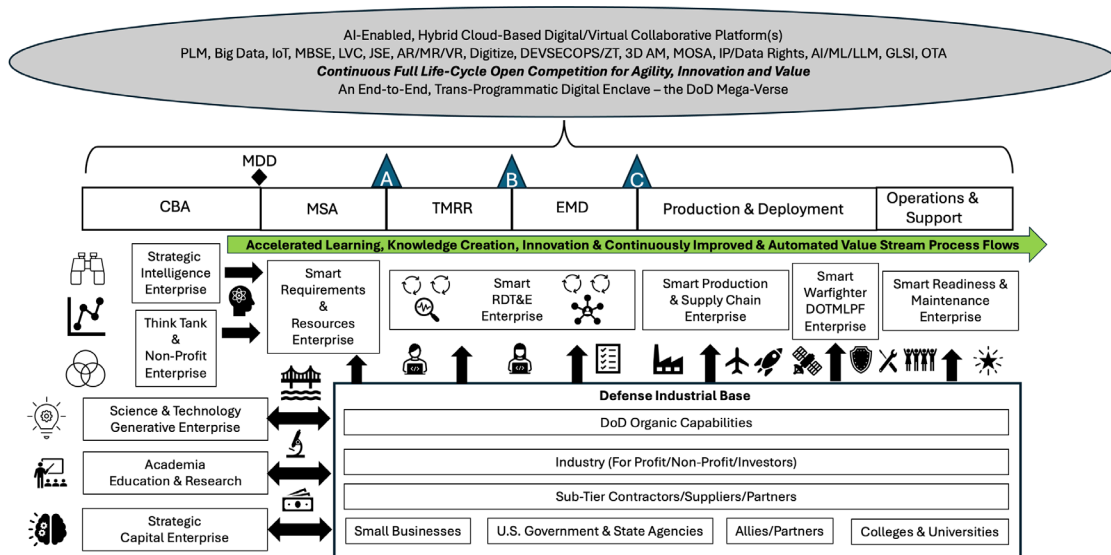 AI-Enabled, Hybrid Cloud-Based Digital/Virtual Collaborative Platform(s)
PLM, Big Data, IoT, MBSE, LVC, JSE, AR/MR/VR, Digitize, DEVSECOPS/ZT, 3D AM, MOSA, IP/Data Rights, AI/ML/LLM, GLSI, OTA
Continuous Full Life-Cycle Open Competition for Agility, Innovation and Value
An End-to-End, Trans-Programmatic Digital Enclave – the DoD Mega-Verse
MDD
A
B
C
CBA
MSA
TMRR
EMD
Production & Deployment
Operations &
Support
Accelerated Learning, Knowledge Creation, Innovation & Continuously Improved & Automated Value Stream Process Flows
Strategic
Intelligence
Enterprise
Think Tank
&
Non-Profit
Enterprise
Smart
Requirements
&
Resources
Enterprise
Smart
RDT&E
Enterprise
Smart Production
& Supply Chain
Enterprise
Smart
Warfighter
DOTMLPF
Enterprise
Smart Readiness &
Maintenance
Enterprise
Science & Technology
Generative Enterprise
Academia
Education & Research
Strategic
Capital Enterprise
Defense Industrial Base
DoD Organic Capabilities
Industry (For Profit/Non-Profit/Investors)
Sub-Tier Contractors/Suppliers/Partners
Small Businesses
U.S. Government & State Agencies
Allies/Partners
Colleges & Universities